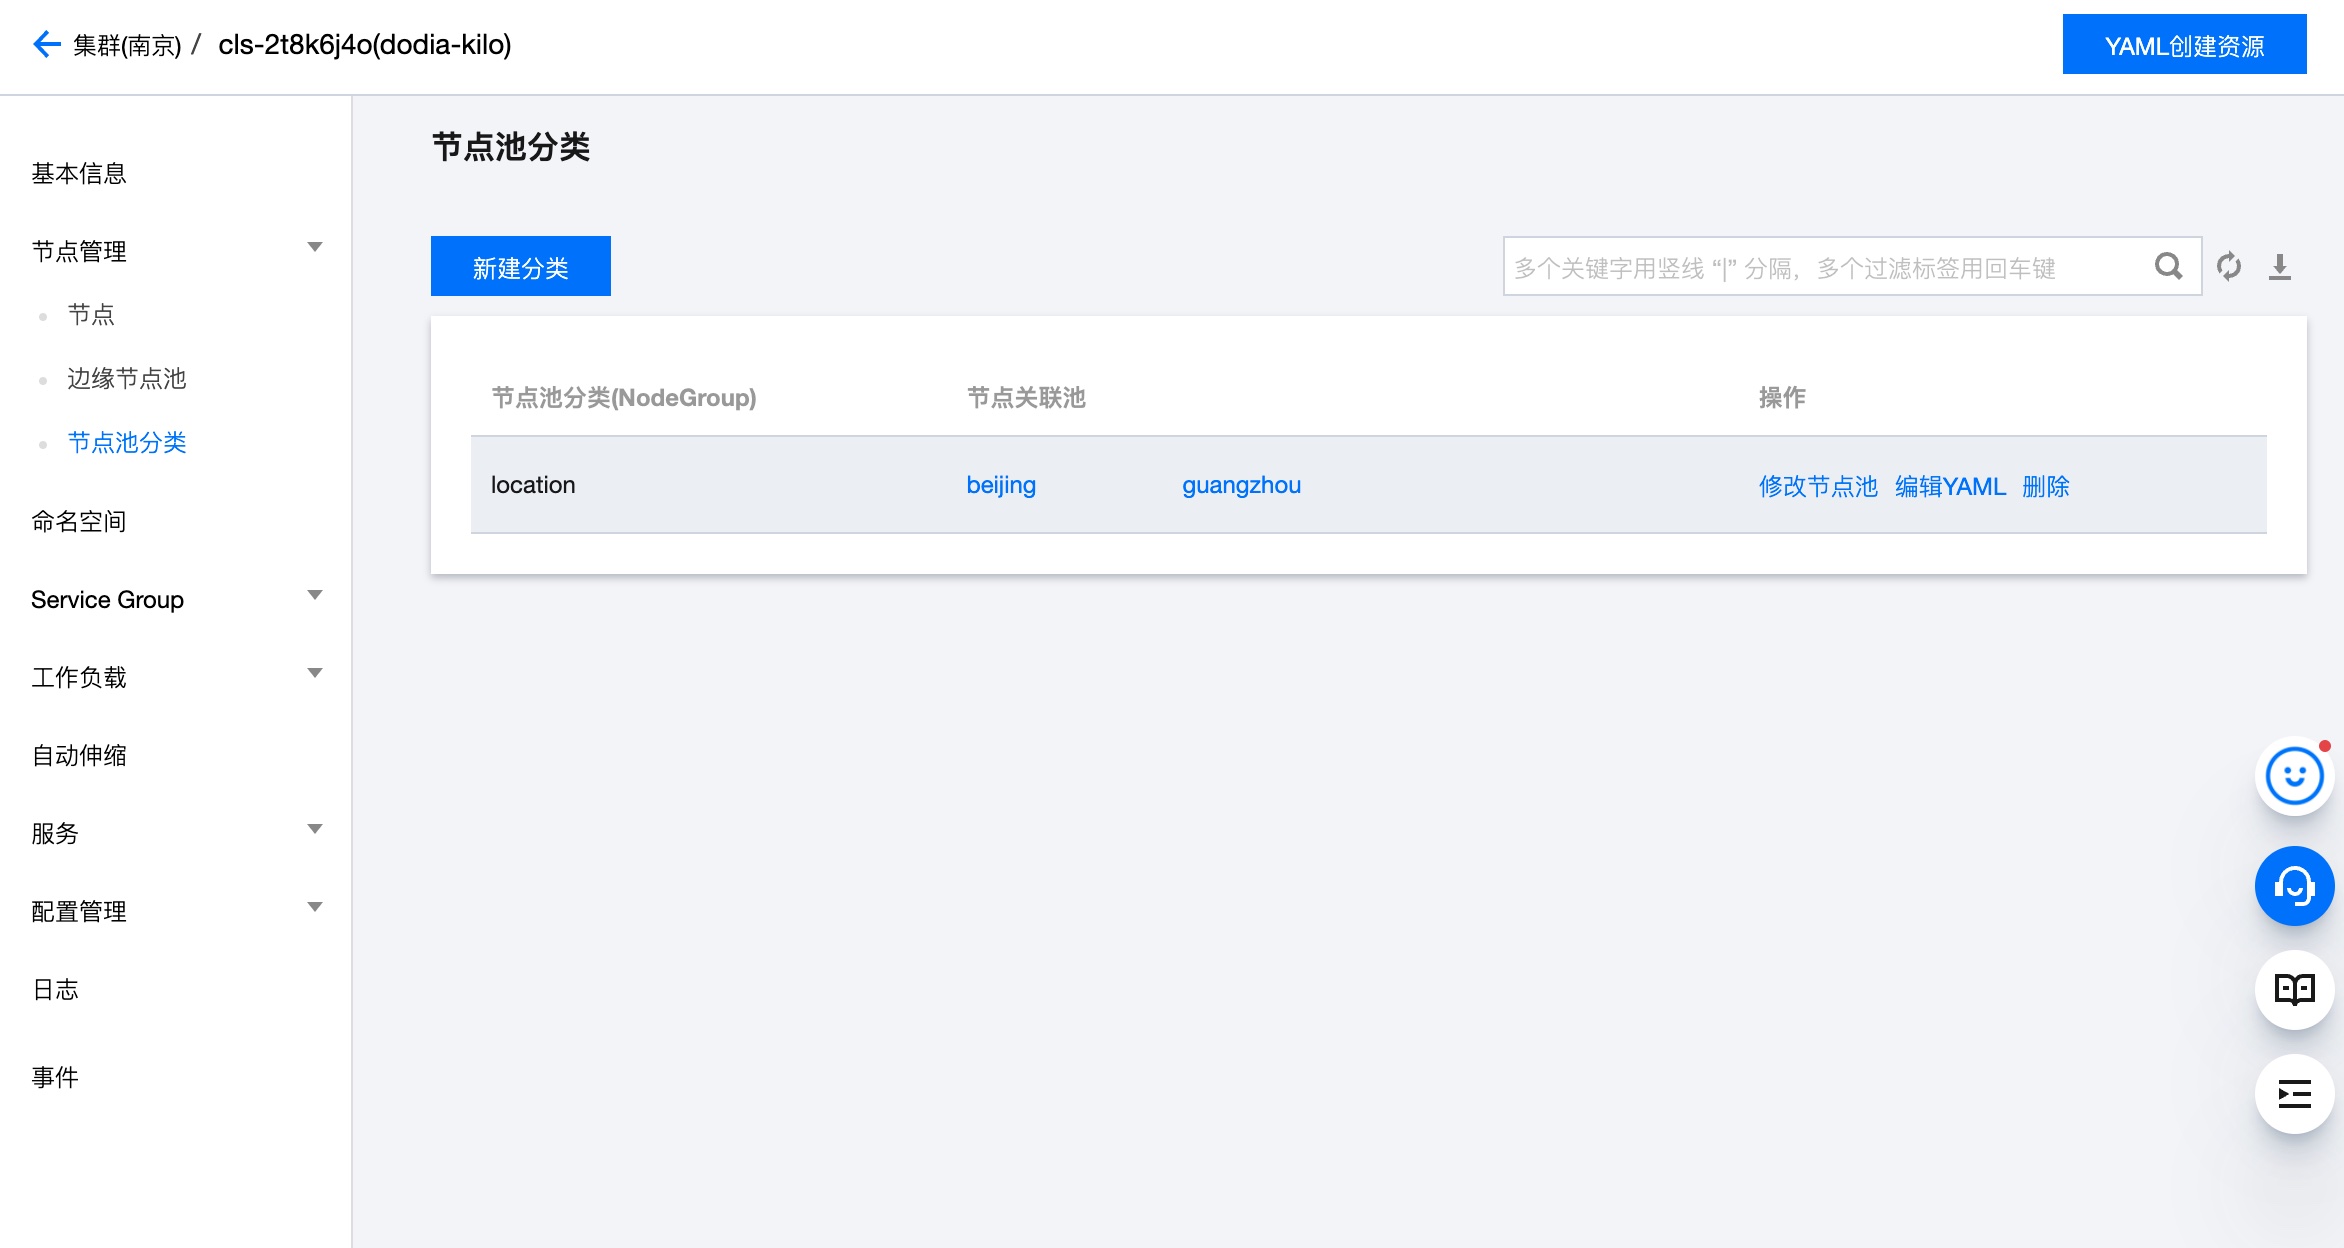 集群(南京) / cls-2t8k6j4o(dodia-kilo)
YAML创建资源
基本信息
节点管理
节点
边缘节点池
节点池分类
命名空间
Service Group
工作负载
自动伸缩
服务
配置管理
日志
事件
节点池分类
新建分类
多个关键字用竖线 “|” 分隔，多个过滤标签用回车键
节点池分类(NodeGroup) 节点关联池 操作
location beijing guangzhou 修改节点池 编辑YAML 删除